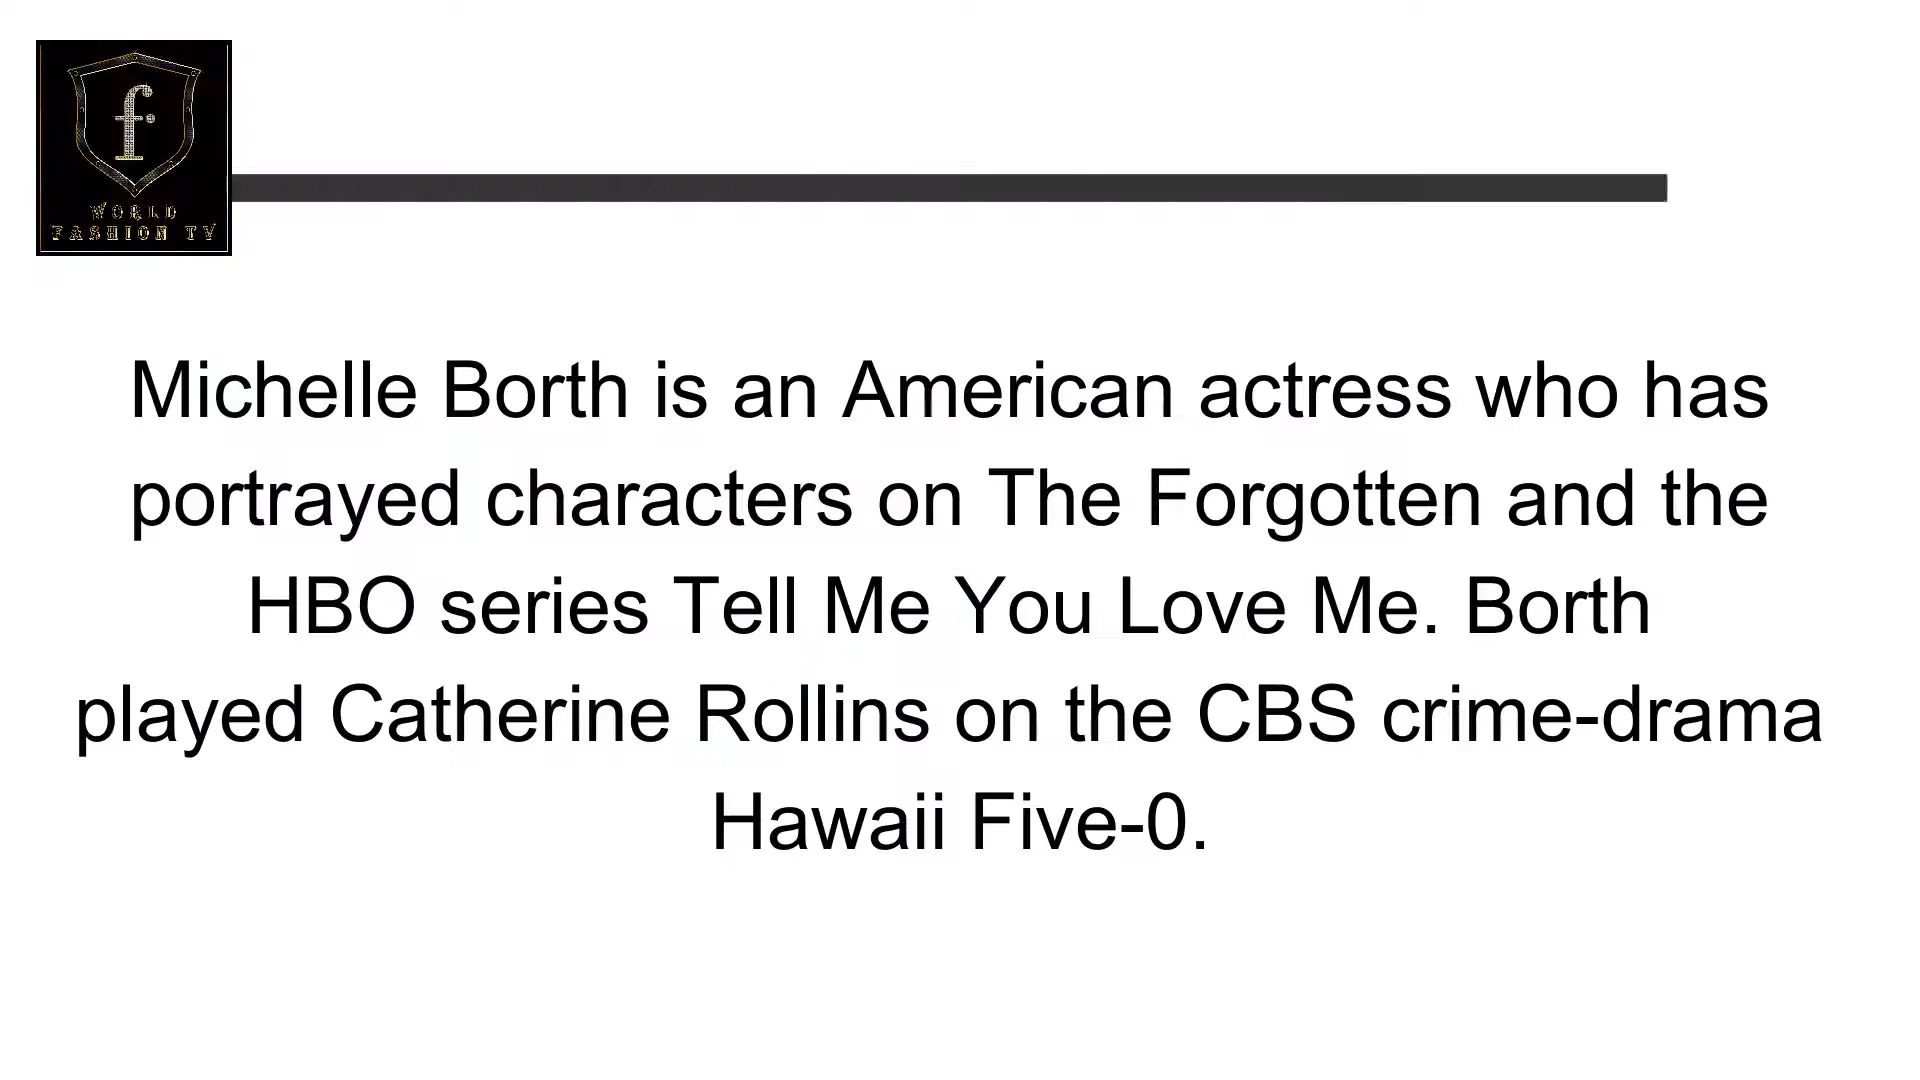 f
WORLD
FASHION TV
Michelle Borth is an American actress who has
portrayed characters on The Forgotten and the
HBO series Tell Me You Love Me. Borth
played Catherine Rollins on the CBS crime-drama
Hawaii Five-0.